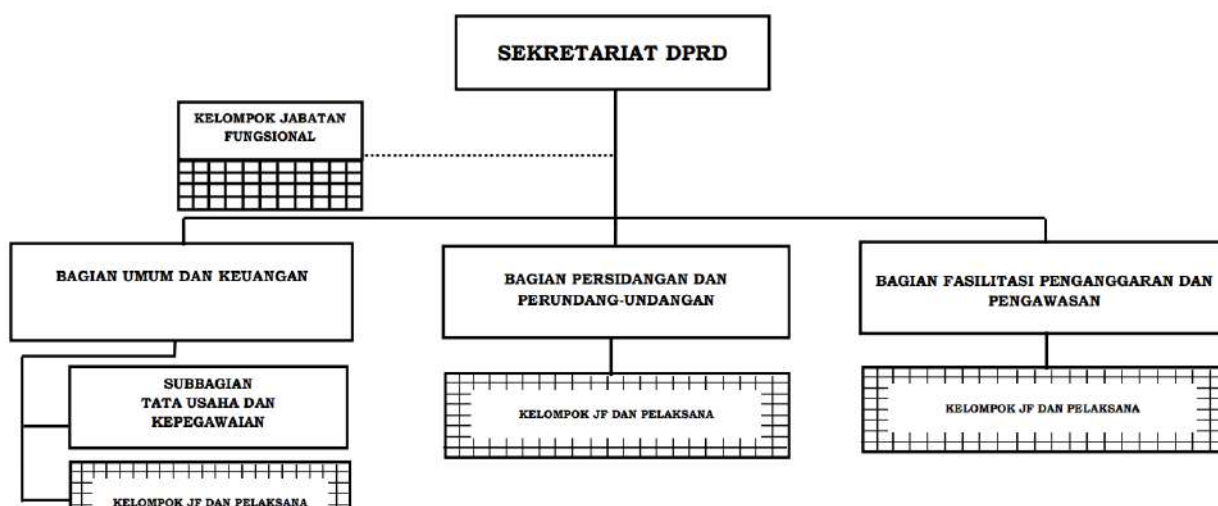 SEKRETARIAT DPRD
KELOMPOK JABATAN
FUNGSIONAL
BAGIAN UMUM DAN KEUANGAN
BAGIAN PERSIDANGAN DAN
PERUNDANG-UNDANGAN
BAGIAN FASILITASI PENGANGGARAN DAN
PENGAWASAN
SUBBAGIAN
TATA USAHA DAN
KEPEGAWAIAN
KELOMPOK JF DAN PELAKSANA
KELOMPOK JF DAN PELAKSANA
KELOMPOK JF DAN PELAKSANA